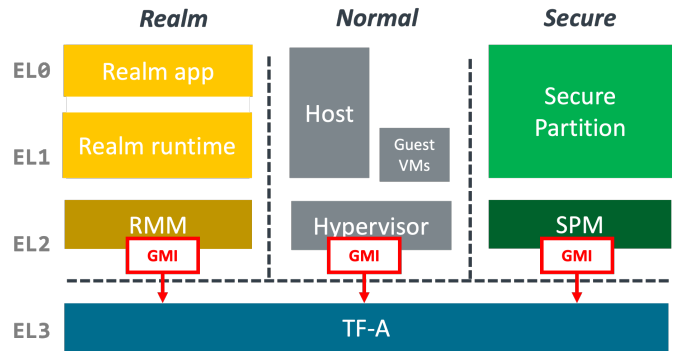 Realm Normal Secure
EL0
Realm app
Host
Secure
Partition
EL1
Realm runtime
Guest
VMs
EL2
RMM
Hypervisor
SPM
GMI
GMI
GMI
EL3
TF-A